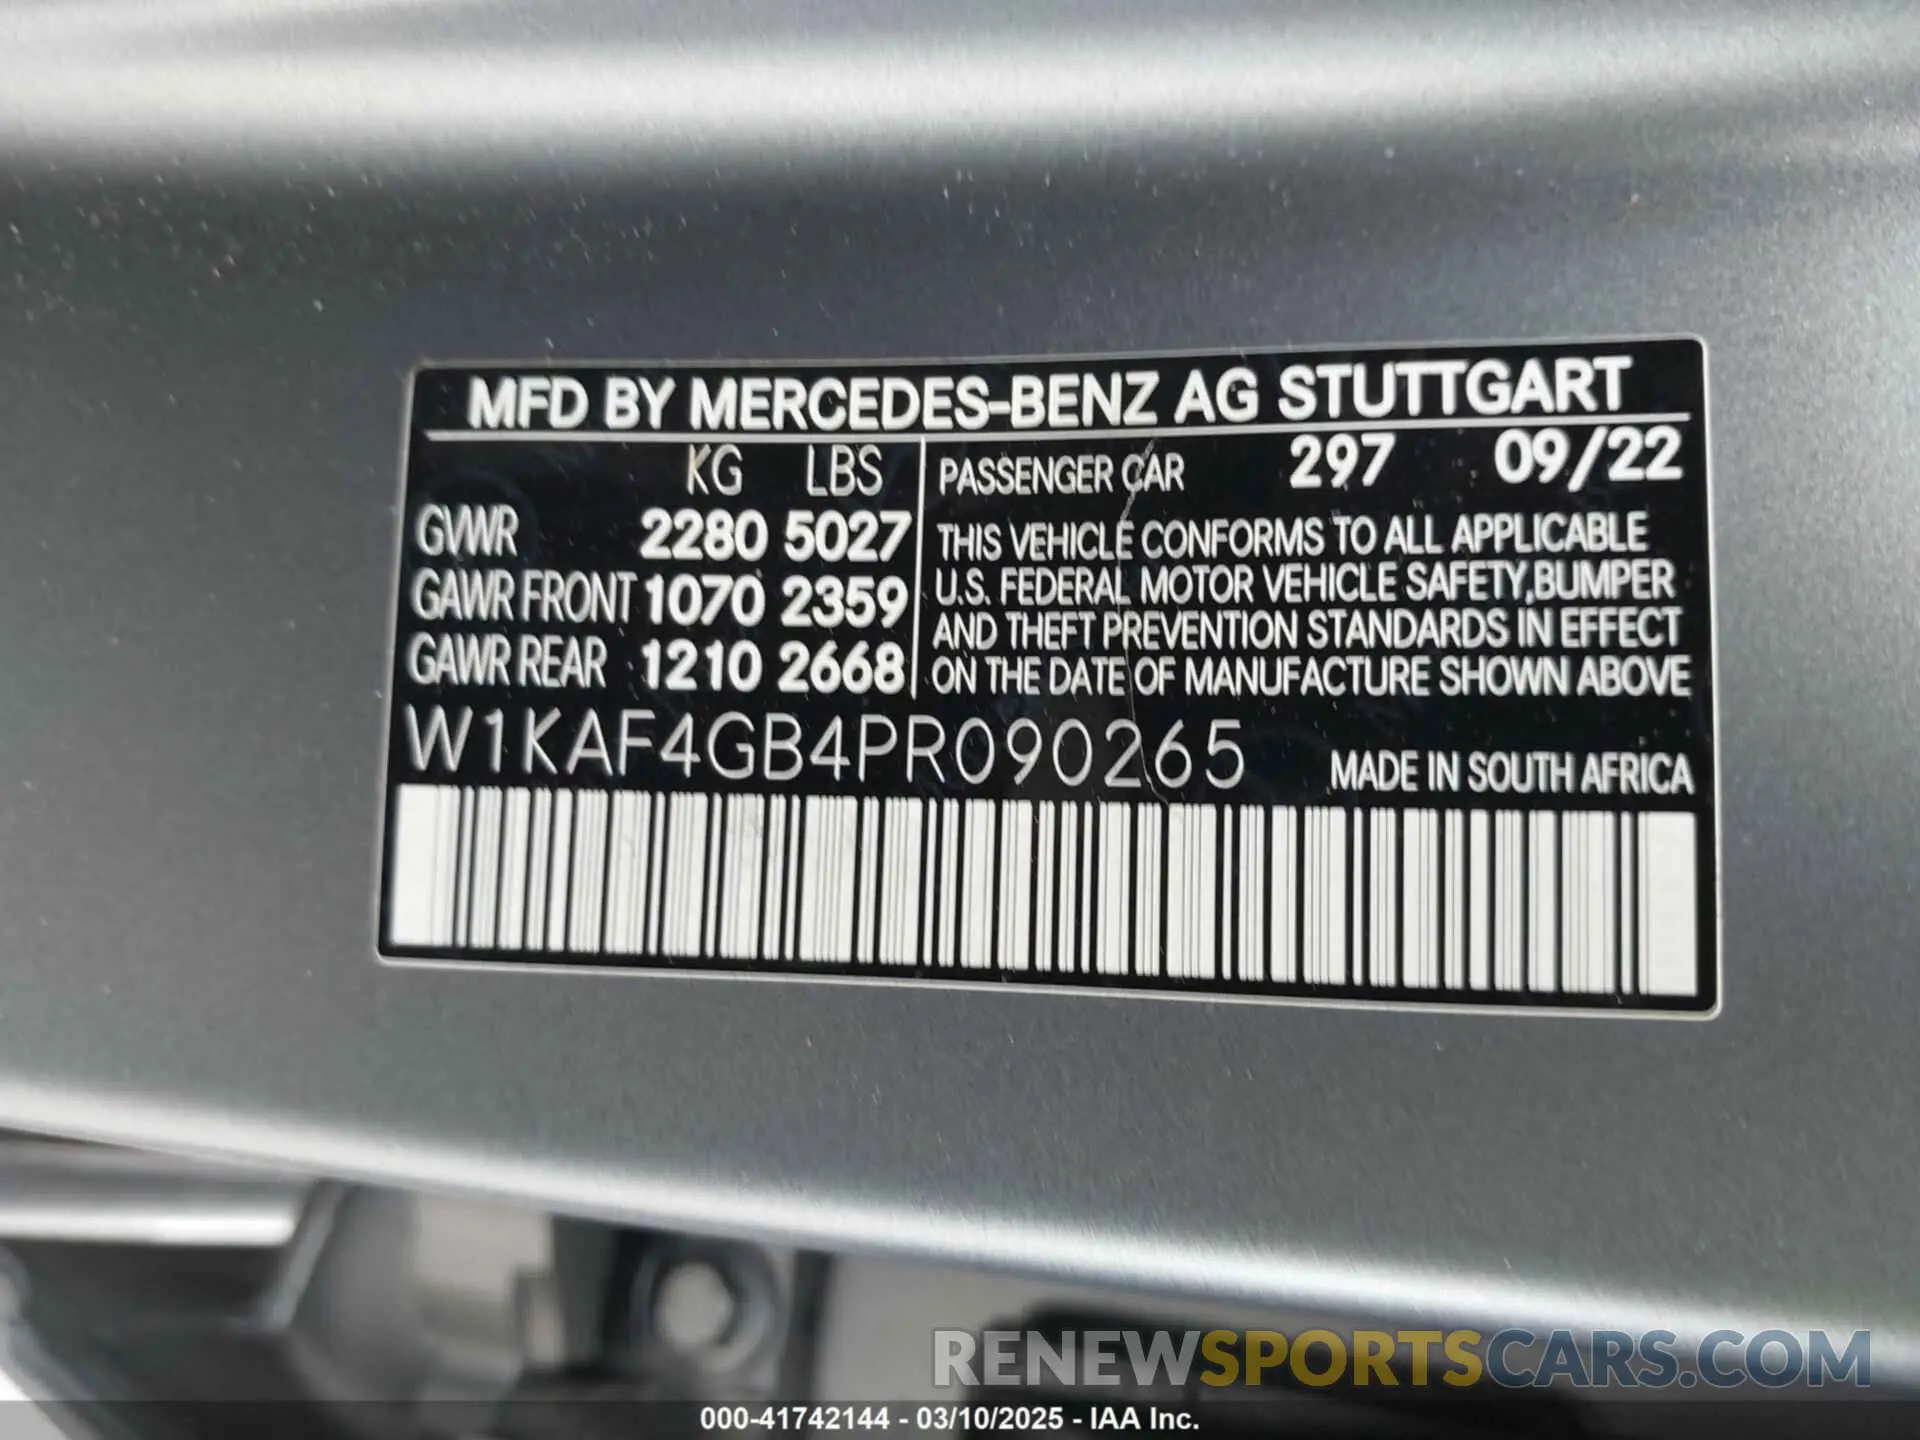 MFD BY MERCEDES-BENZ AG STUTTGART
KG LBS
GVWR 2280 5027
GAWR FRONT 1070 2359
GAWR REAR 1210 2668
PASSENGER CAR 297 09/22
THIS VEHICLE CONFORMS TO ALL APPLICABLE
U.S. FEDERAL MOTOR VEHICLE SAFETY,BUMPER
AND THEFT PREVENTION STANDARDS IN EFFECT
ON THE DATE OF MANUFACTURE SHOWN ABOVE
W1KAF4GB4PR090265
MADE IN SOUTH AFRICA
RENEWSPORTSCARS.COM
000-41742144 - 03/10/2025 - IAA Inc.